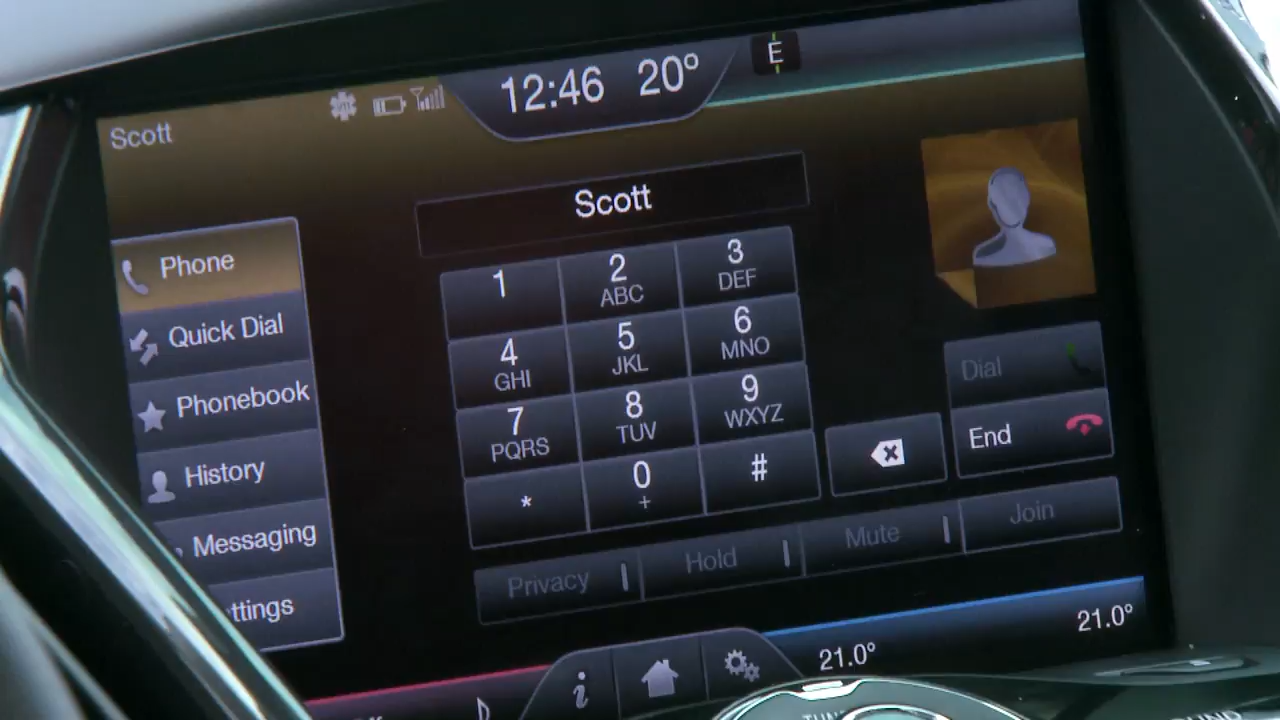 12:46 20° E
Scott
Scott
Phone
Quick Dial
Phonebook
History
Messaging
ttings
1
2
ABC
3
DEF
4
GHI
5
JKL
6
MNO
7
PQRS
8
TUV
9
WXYZ
*
0
+
#
Dial
End
Privacy
Hold
Mute
Join
21.0°
21.0°
i